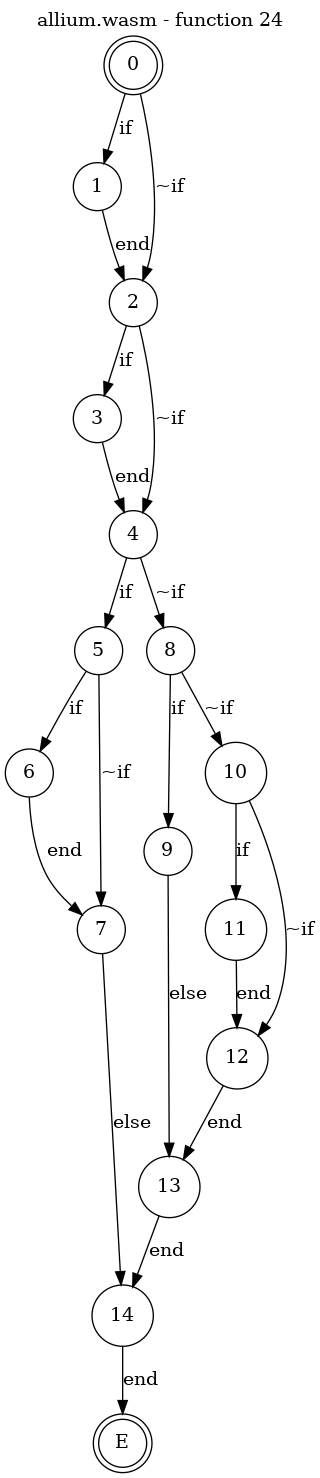 allium.wasm - function 24
0
if
1
~if
end
2
if
3
~if
end
4
if
~if
5
8
if
if
~if
6
~if
10
end
9
if
7
11
~if
else
end
12
else
end
13
end
14
end
E